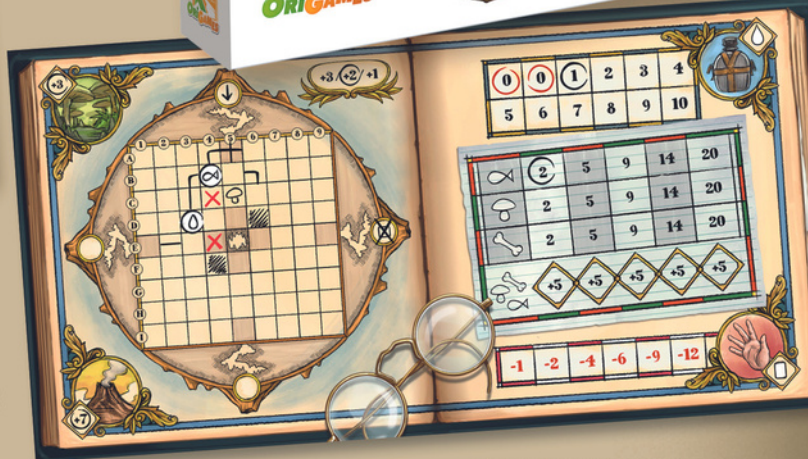 ORIGAMES
ORIGAMES
+3
+3 / +2 / +1
1 2 3 4 5 6 7 8 9
A
B
C
D
E
F
G
H
I
+7
0 0 1 2 3 4
5 6 7 8 9 10
2 5 9 14 20
2 5 9 14 20
2 5 9 14 20
+5 +5 +5 +5 +5
-1 -2 -4 -6 -9 -12